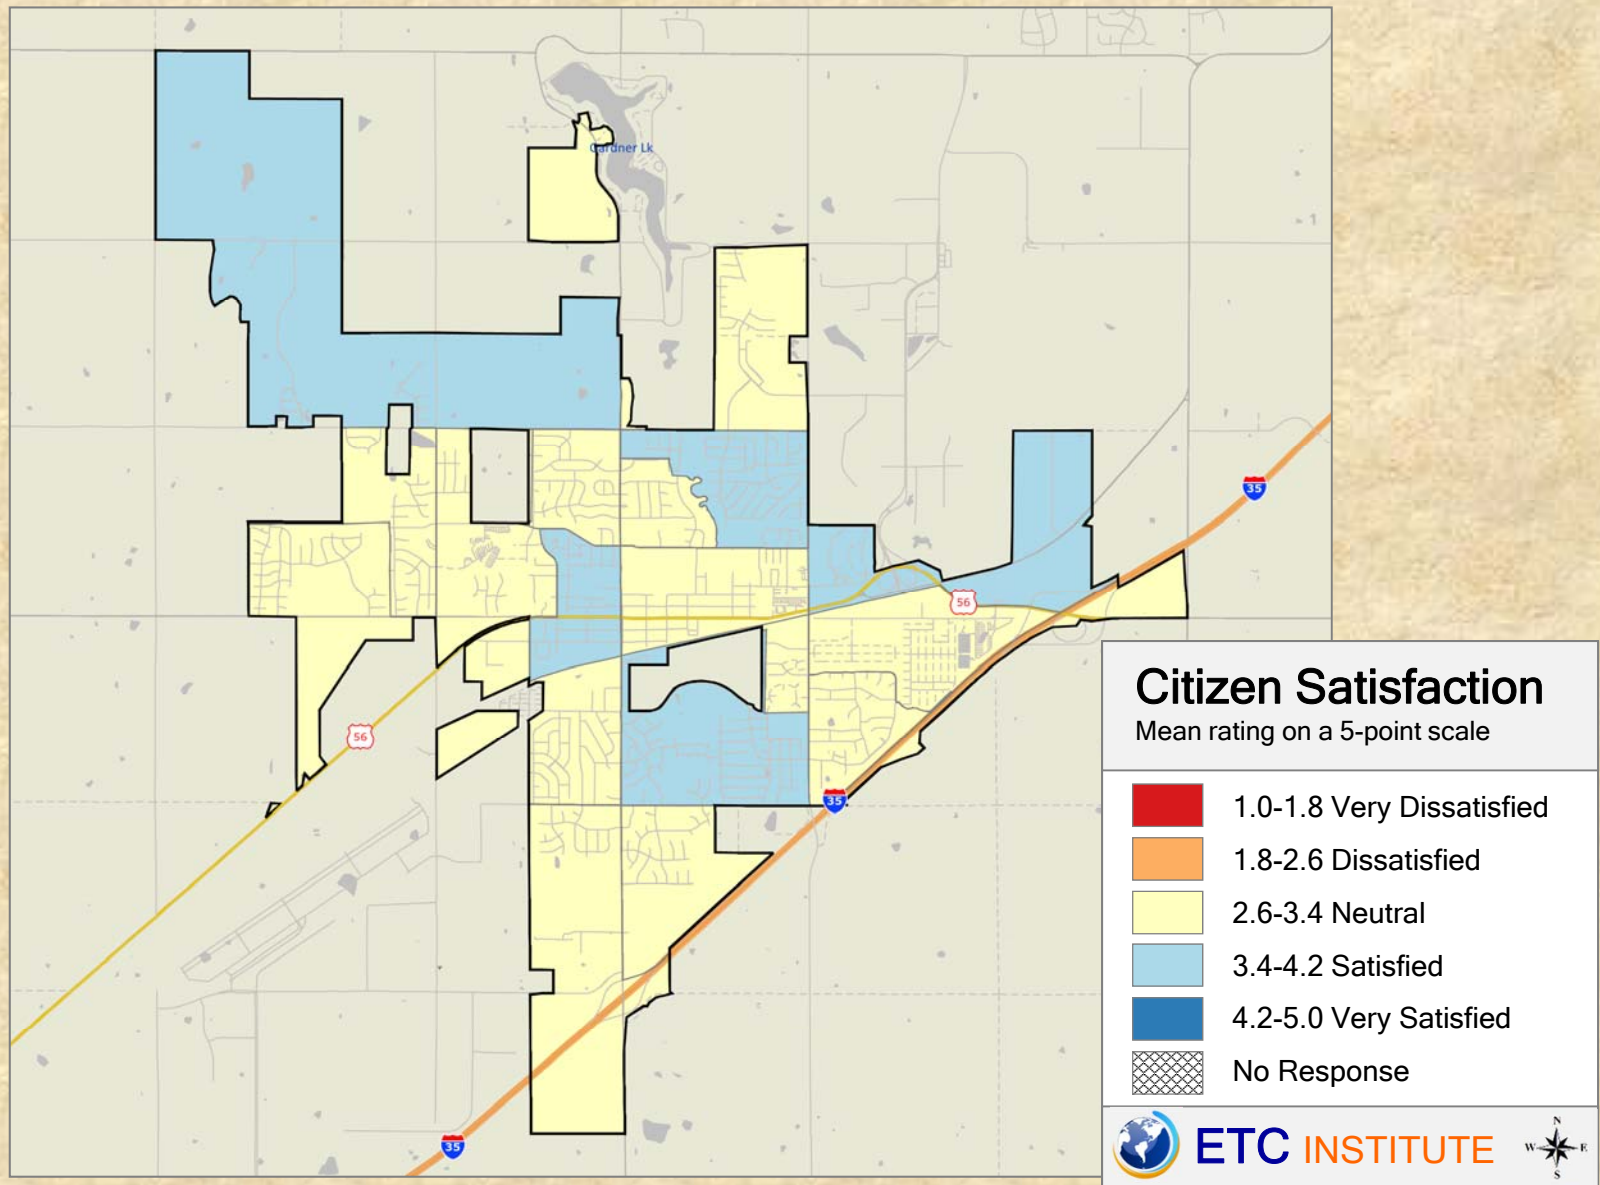 Gardner Lk
35
56
56
35
35
Citizen Satisfaction
Mean rating on a 5-point scale
1.0-1.8 Very Dissatisfied
1.8-2.6 Dissatisfied
2.6-3.4 Neutral
3.4-4.2 Satisfied
4.2-5.0 Very Satisfied
No Response
ETC INSTITUTE
N
W E
S